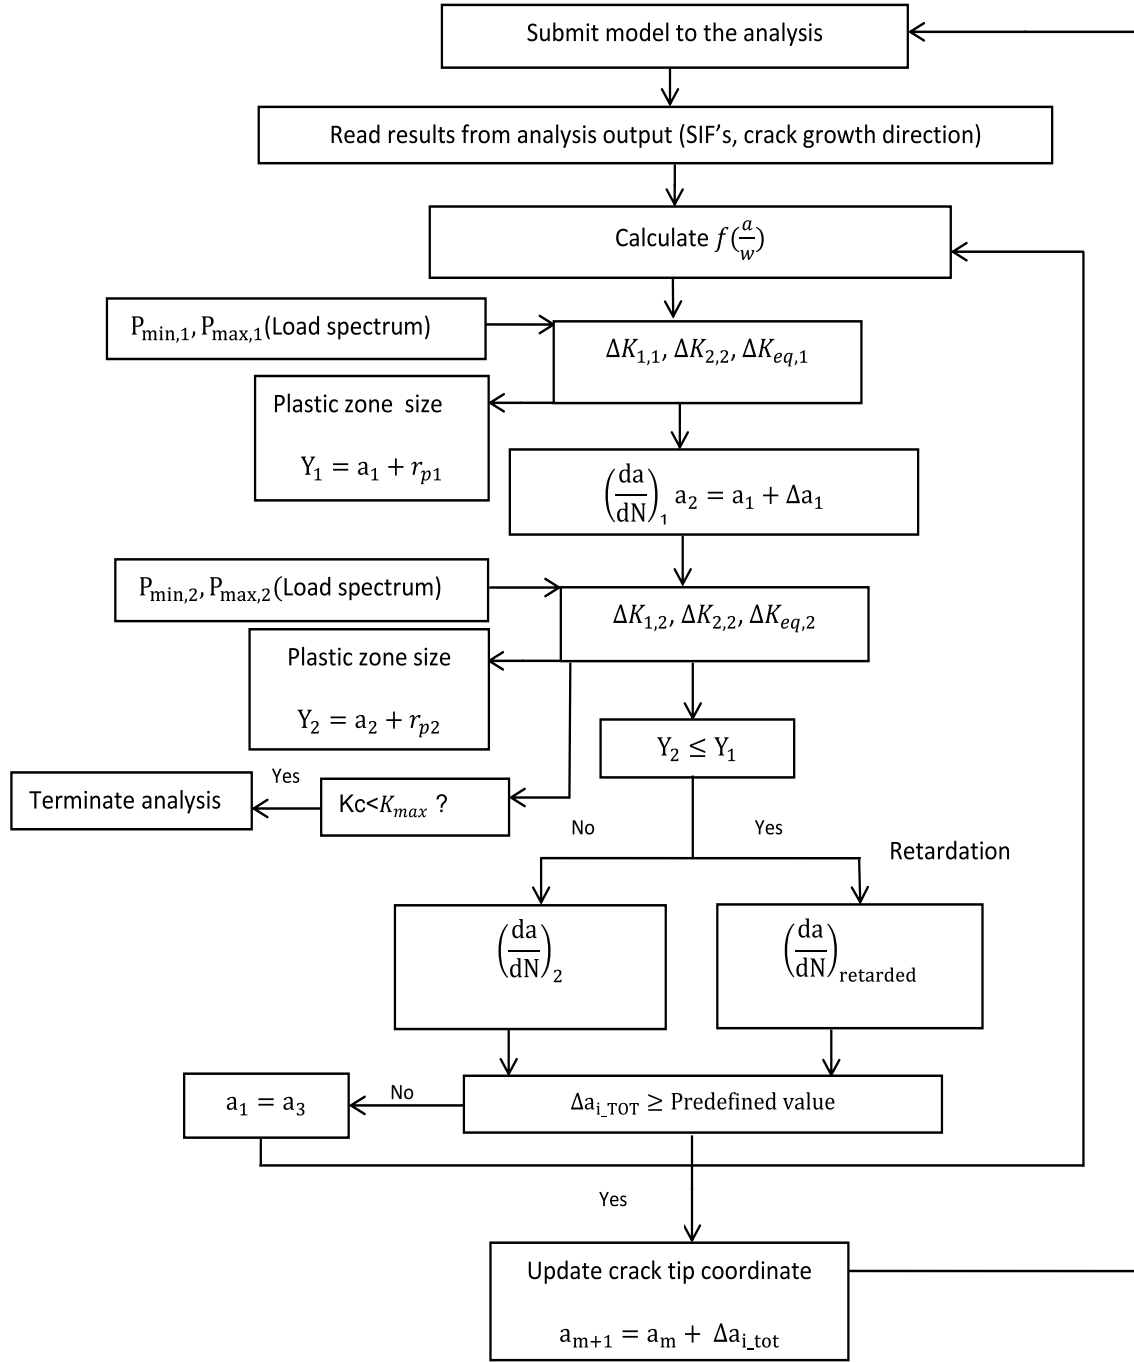 Submit model to the analysis
Read results from analysis output (SIF's, crack growth direction)
Calculate f(a/w)
P_min,1, P_max,1(Load spectrum)
ΔK_1,1, ΔK_2,2, ΔK_eq,1
Plastic zone size
Y_1 = a_1 + r_p1
(da/dN)_1 a_2 = a_1 + Δa_1
P_min,2, P_max,2(Load spectrum)
ΔK_1,2, ΔK_2,2, ΔK_eq,2
Plastic zone size
Y_2 = a_2 + r_p2
Y_2 ≤ Y_1
Yes
Terminate analysis
Kc<K_max ?
No
Yes
Retardation
(da/dN)_2
(da/dN)_retarded
a_1 = a_3
No
Δa_i_TOT ≥ Predefined value
Yes
Update crack tip coordinate
a_m+1 = a_m + Δa_i_tot